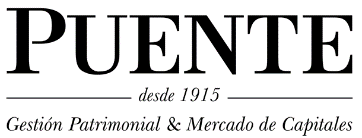 PUENTE
desde 1915
Gestión Patrimonial & Mercado de Capitales